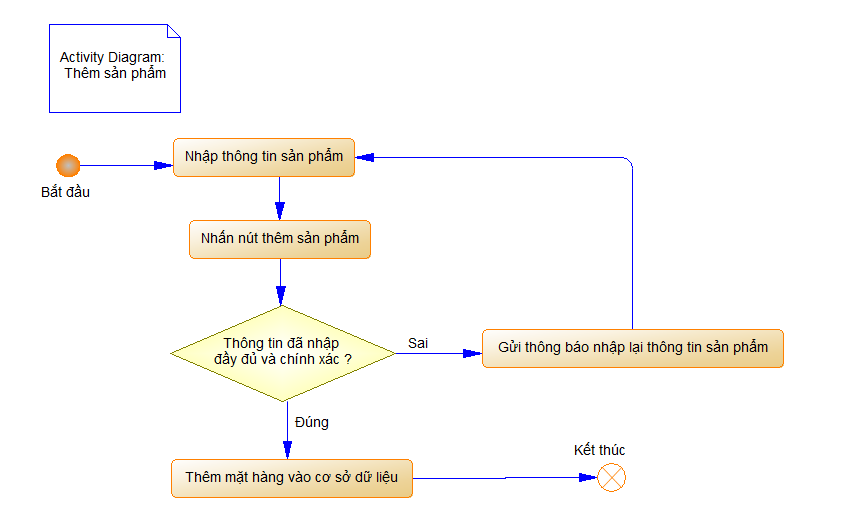 Activity Diagram:
Thêm sản phẩm
Nhập thông tin sản phẩm
Bắt đầu
Nhấn nút thêm sản phẩm
Thông tin đã nhập
đầy đủ và chính xác ?
Sai
Gửi thông báo nhập lại thông tin sản phẩm
Đúng
Kết thúc
Thêm mặt hàng vào cơ sở dữ liệu